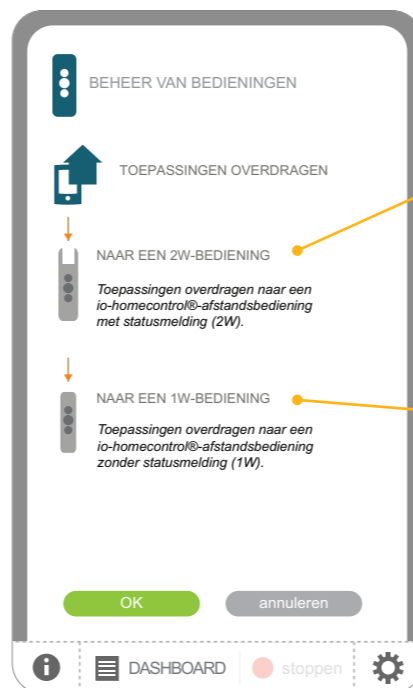 BEHEER VAN BEDIENINGEN
TOEPASSINGEN OVERDRAGEN
NAAR EEN 2W-BEDIENING
Toepassingen overdragen naar een
io-homecontrol®-afstandsbediening
met statusmelding (2W).
NAAR EEN 1W-BEDIENING
Toepassingen overdragen naar een
io-homecontrol®-afstandsbediening
zonder statusmelding (1W).
OK annuleren
i DASHBOARD stoppen